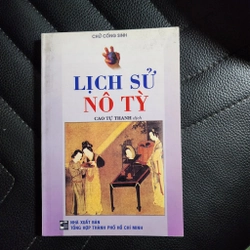 CHỬ CÔNG SINH
LỊCH SỬ
NÔ TỲ
CAO TỰ THANH dịch
NHÀ XUẤT BẢN
TỔNG HỢP THÀNH PHỐ HỒ CHÍ MINH